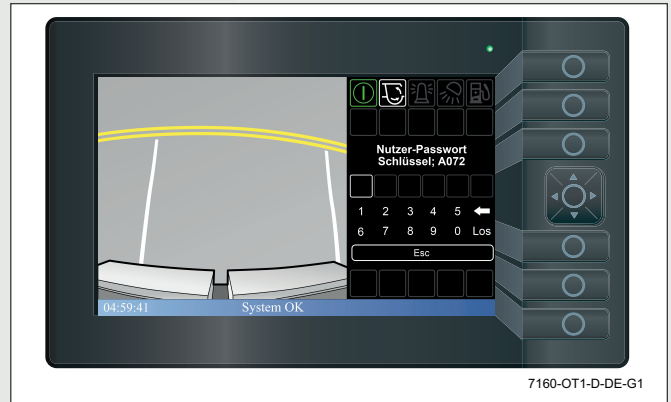 Nutzer-Passwort
Schlüssel; A072
1 2 3 4 5
6 7 8 9 0 Los
Esc
04:59:41 System OK
7160-OT1-D-DE-G1